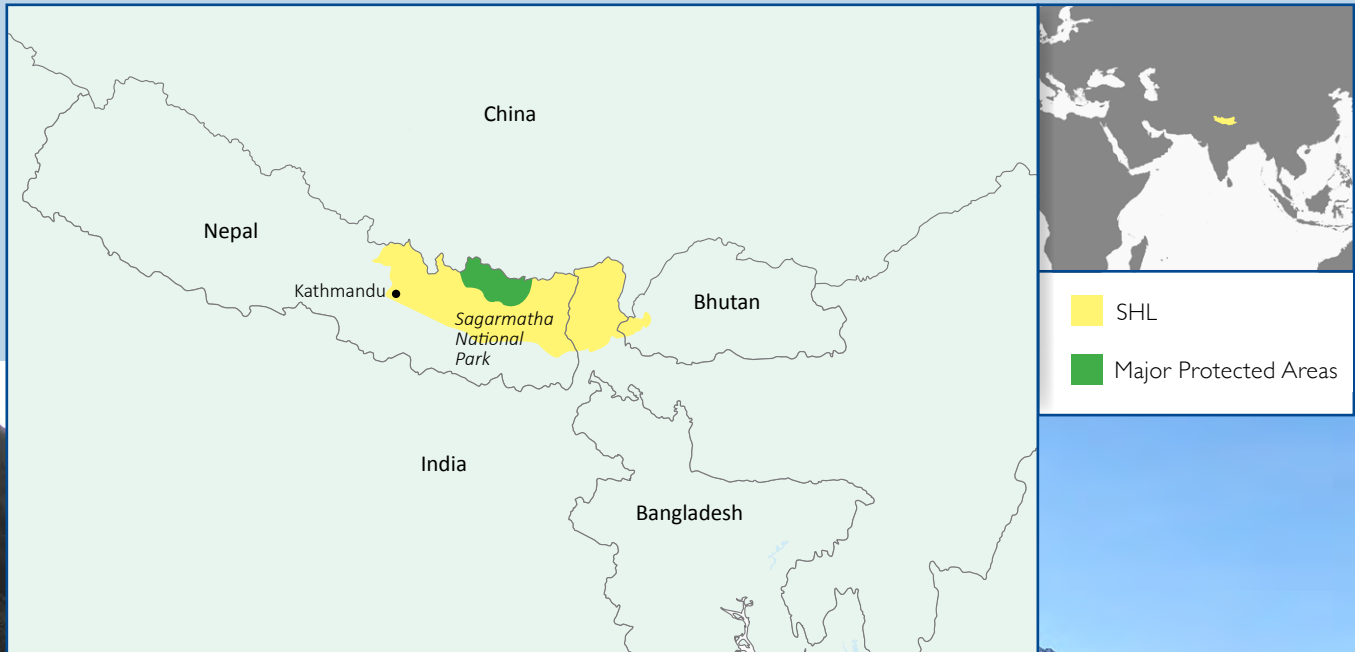 China
Nepal
Kathmandu
Sagarmatha
National
Park
Bhutan
India
Bangladesh
SHL
Major Protected Areas